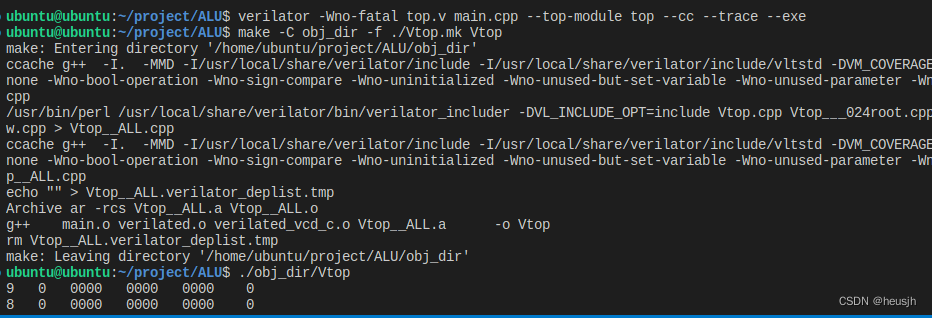 ubuntu@ubuntu:~/project/ALU$ verilator -Wno-fatal top.v main.cpp --top-module top --cc --trace --exe
ubuntu@ubuntu:~/project/ALU$ make -C obj_dir -f ./Vtop.mk Vtop
make: Entering directory '/home/ubuntu/project/ALU/obj_dir'
ccache g++  -I.  -MMD -I/usr/local/share/verilator/include -I/usr/local/share/verilator/include/vltstd -DVM_COVERAGE
none -Wno-bool-operation -Wno-sign-compare -Wno-uninitialized -Wno-unused-but-set-variable -Wno-unused-parameter -Wn
cpp
/usr/bin/perl /usr/local/share/verilator/bin/verilator_includer -DVL_INCLUDE_OPT=include Vtop.cpp Vtop___024root.cpp
w.cpp > Vtop__ALL.cpp
ccache g++  -I.  -MMD -I/usr/local/share/verilator/include -I/usr/local/share/verilator/include/vltstd -DVM_COVERAGE
none -Wno-bool-operation -Wno-sign-compare -Wno-uninitialized -Wno-unused-but-set-variable -Wno-unused-parameter -Wn
p__ALL.cpp
echo "" > Vtop__ALL.verilator_deplist.tmp
Archive ar -rcs Vtop__ALL.a Vtop__ALL.o
g++    main.o verilated.o verilated_vcd_c.o Vtop__ALL.a      -o Vtop
rm Vtop__ALL.verilator_deplist.tmp
make: Leaving directory '/home/ubuntu/project/ALU/obj_dir'
ubuntu@ubuntu:~/project/ALU$ ./obj_dir/Vtop
9   0   0000   0000   0000    0
8   0   0000   0000   0000    0
CSDN @heusjh